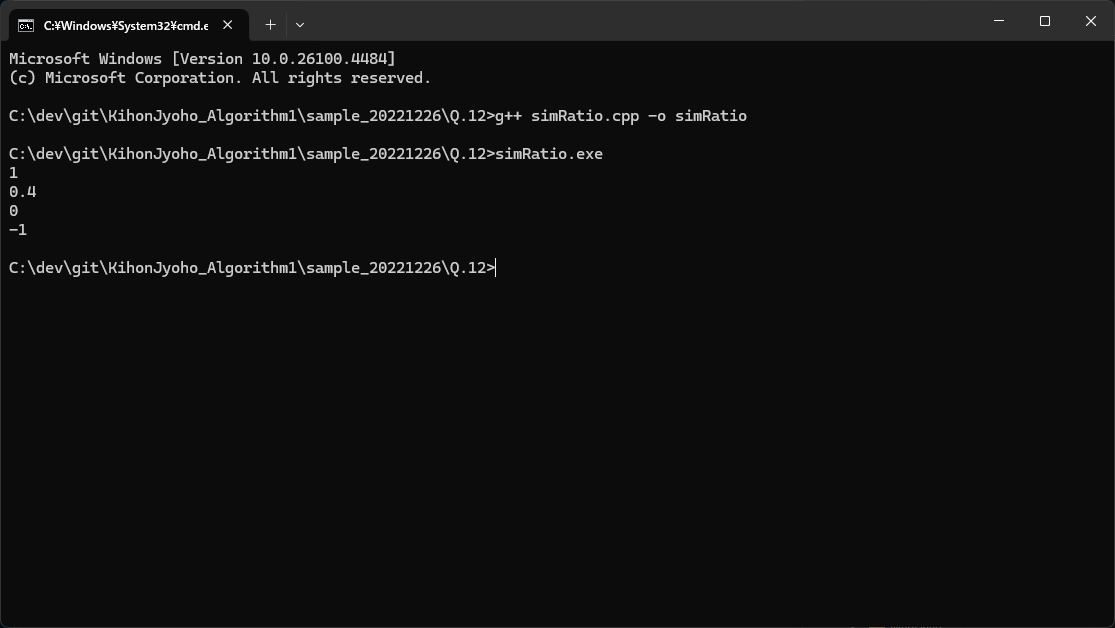 C:¥Windows¥System32¥cmd.e
Microsoft Windows [Version 10.0.26100.4484]
(c) Microsoft Corporation. All rights reserved.
C:\dev\git\KihonJyoho_Algorithm1\sample_20221226\Q.12>g++ simRatio.cpp -o simRatio
C:\dev\git\KihonJyoho_Algorithm1\sample_20221226\Q.12>simRatio.exe
1
0.4
0
-1
C:\dev\git\KihonJyoho_Algorithm1\sample_20221226\Q.12>